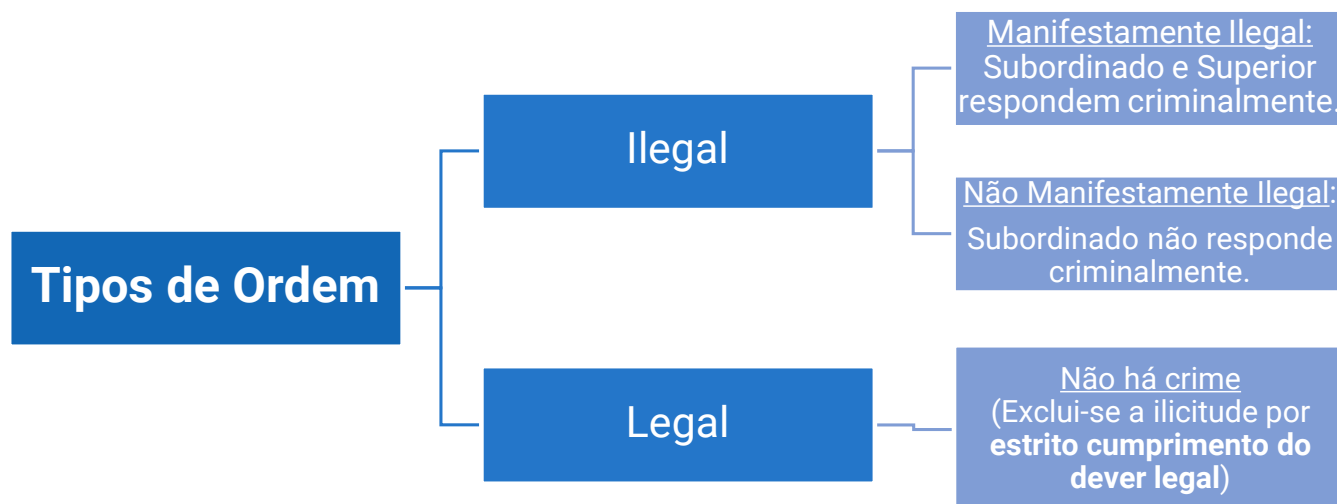 Tipos de Ordem
Ilegal
Manifestamente Ilegal:
Subordinado e Superior
respondem criminalmente.
Não Manifestamente Ilegal:
Subordinado não responde
criminalmente.
Legal
Não há crime
(Exclui-se a ilicitude por
estrito cumprimento do
dever legal)